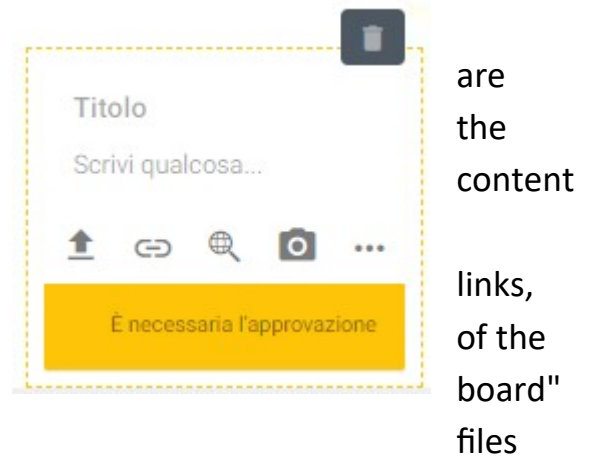 Titolo
Scrivi qualcosa...
È necessaria l'approvazione
are
the
content
links,
of the
board"
files